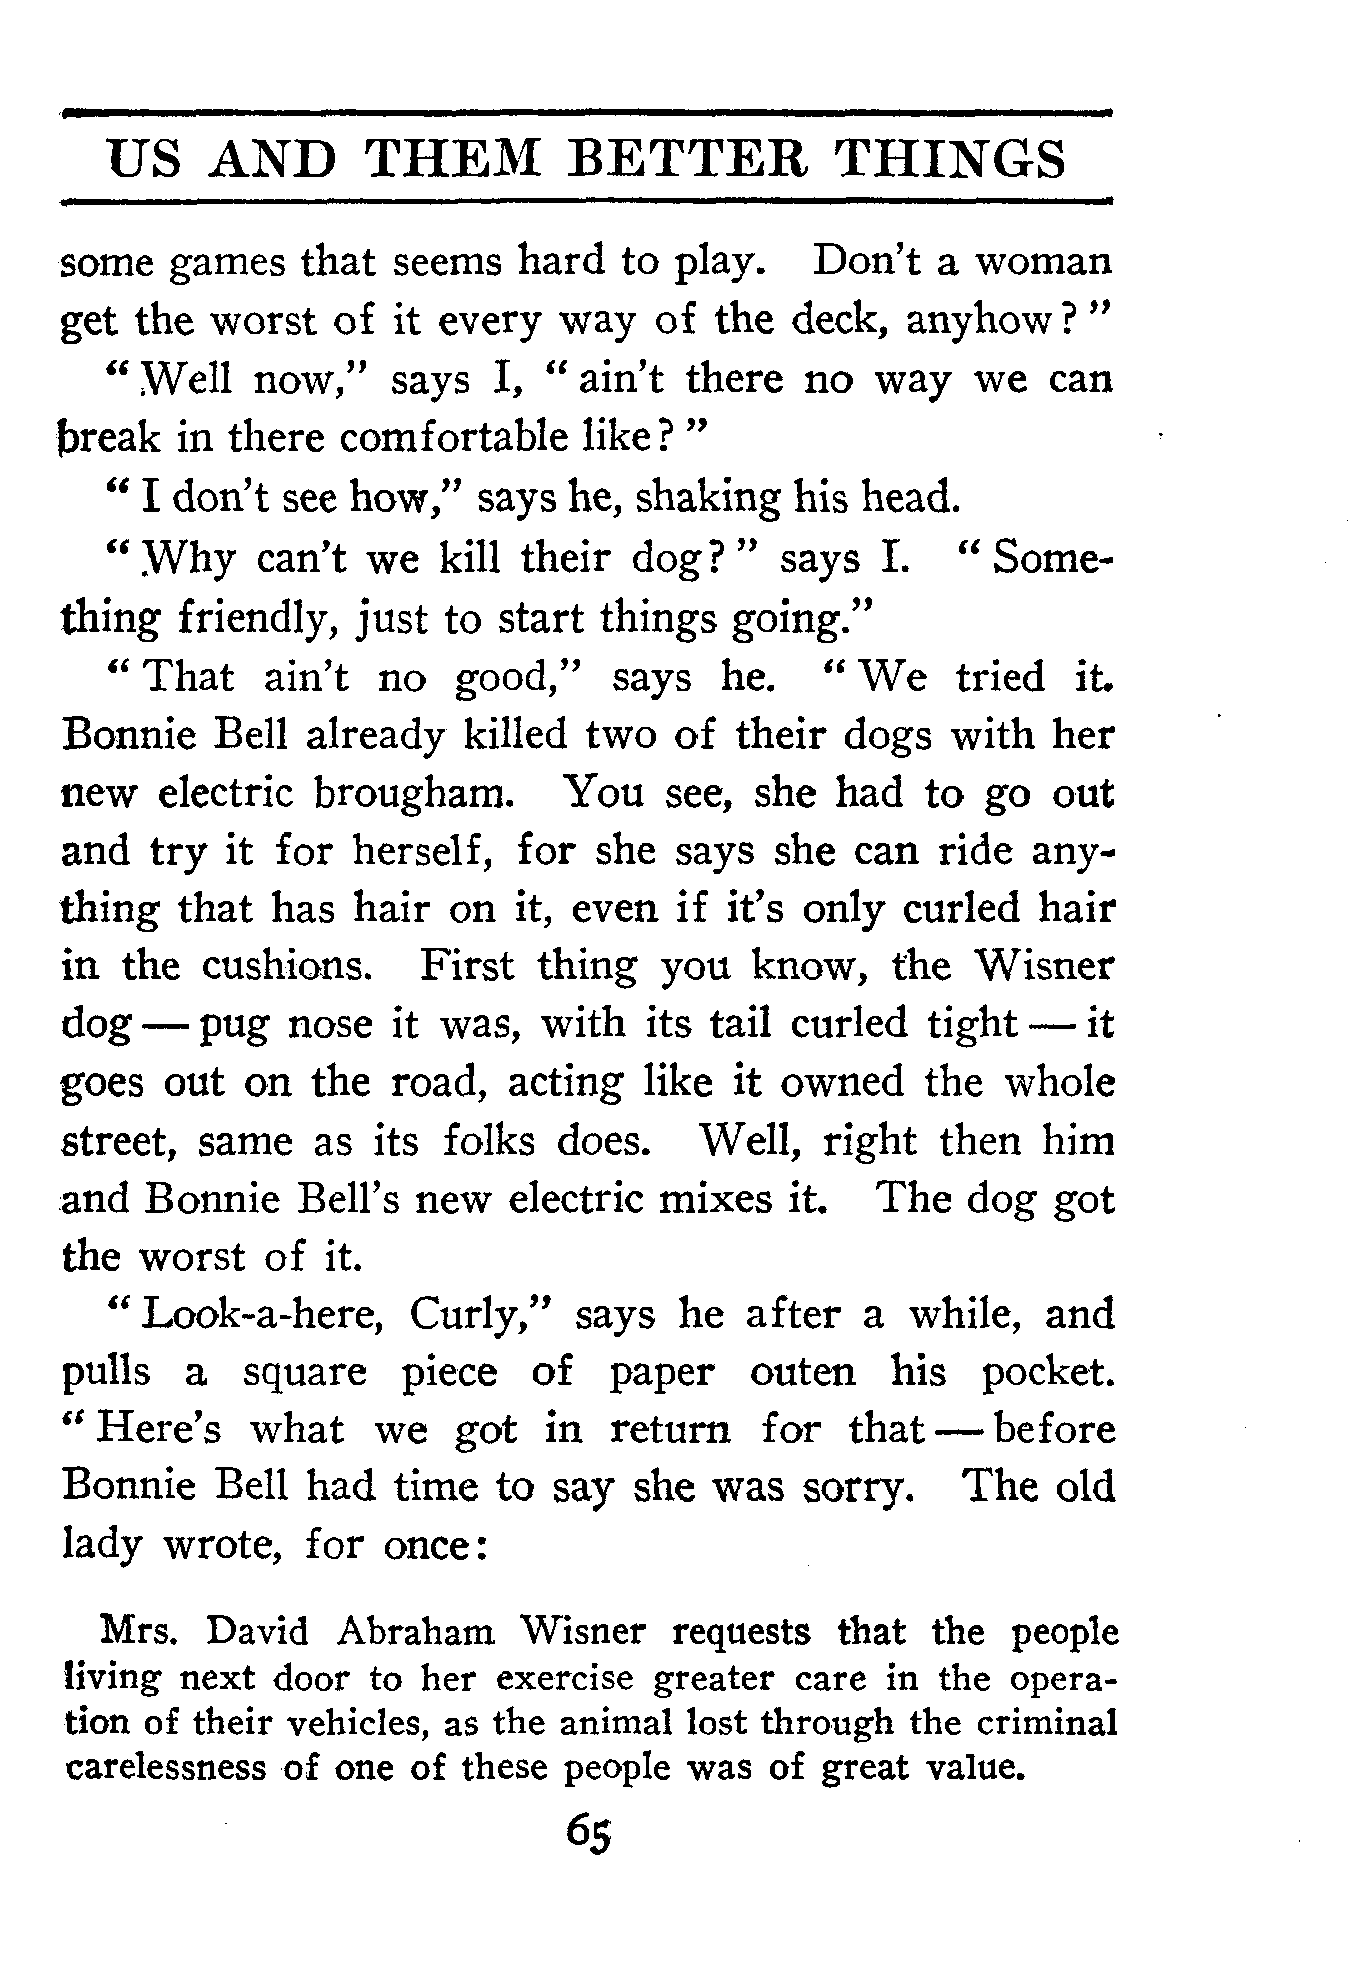 US AND THEM BETTER THINGS
some games that seems hard to play. Don't a woman
get the worst of it every way of the deck, anyhow?"
"Well now," says I, "ain't there no way we can
break in there comfortable like?"
"I don't see how," says he, shaking his head.
"Why can't we kill their dog?" says I. "Some-
thing friendly, just to start things going."
"That ain't no good," says he. "We tried it.
Bonnie Bell already killed two of their dogs with her
new electric brougham. You see, she had to go out
and try it for herself, for she says she can ride any-
thing that has hair on it, even if it's only curled hair
in the cushions. First thing you know, the Wisner
dog — pug nose it was, with its tail curled tight — it
goes out on the road, acting like it owned the whole
street, same as its folks does. Well, right then him
and Bonnie Bell's new electric mixes it. The dog got
the worst of it.
"Look-a-here, Curly," says he after a while, and
pulls a square piece of paper outen his pocket.
"Here's what we got in return for that — before
Bonnie Bell had time to say she was sorry. The old
lady wrote, for once:
Mrs. David Abraham Wisner requests that the people
living next door to her exercise greater care in the opera-
tion of their vehicles, as the animal lost through the criminal
carelessness of one of these people was of great value.
65